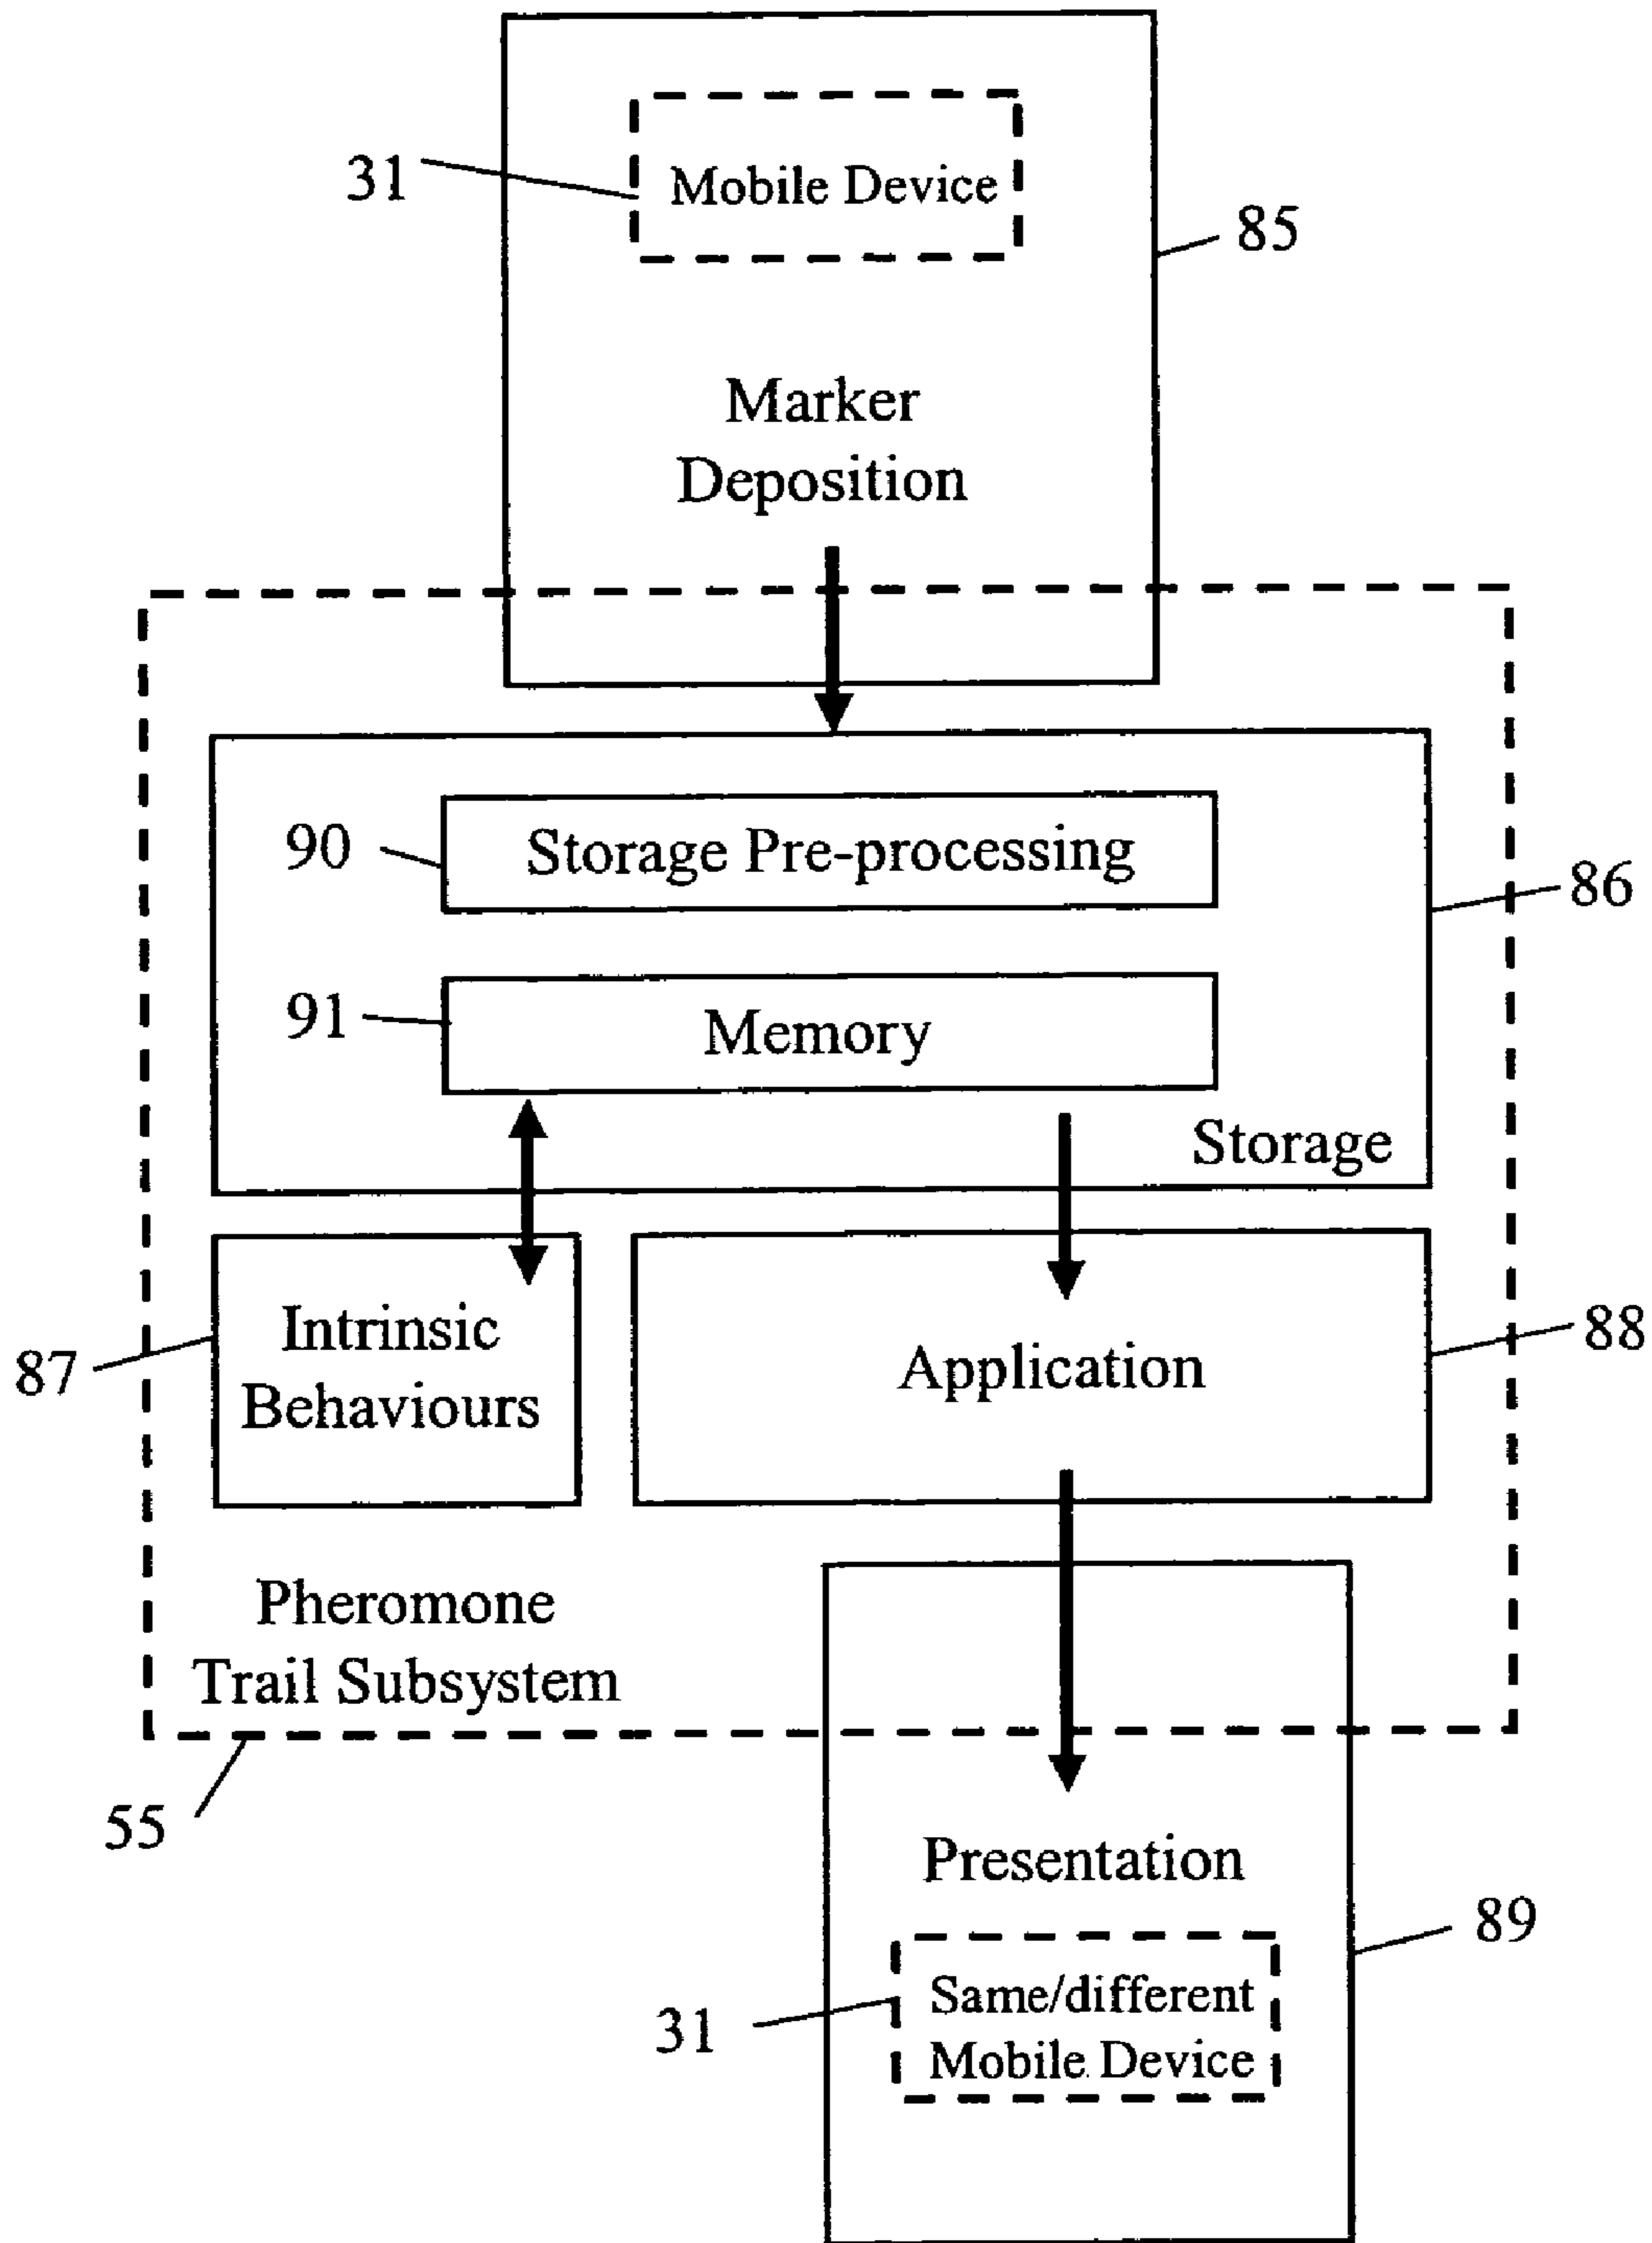 31
Mobile Device
85
Marker
Deposition
90
Storage Pre-processing
86
91
Memory
Storage
87
Intrinsic
Behaviours
Application
88
Pheromone
Trail Subsystem
55
Presentation
89
31
Same/different
Mobile Device